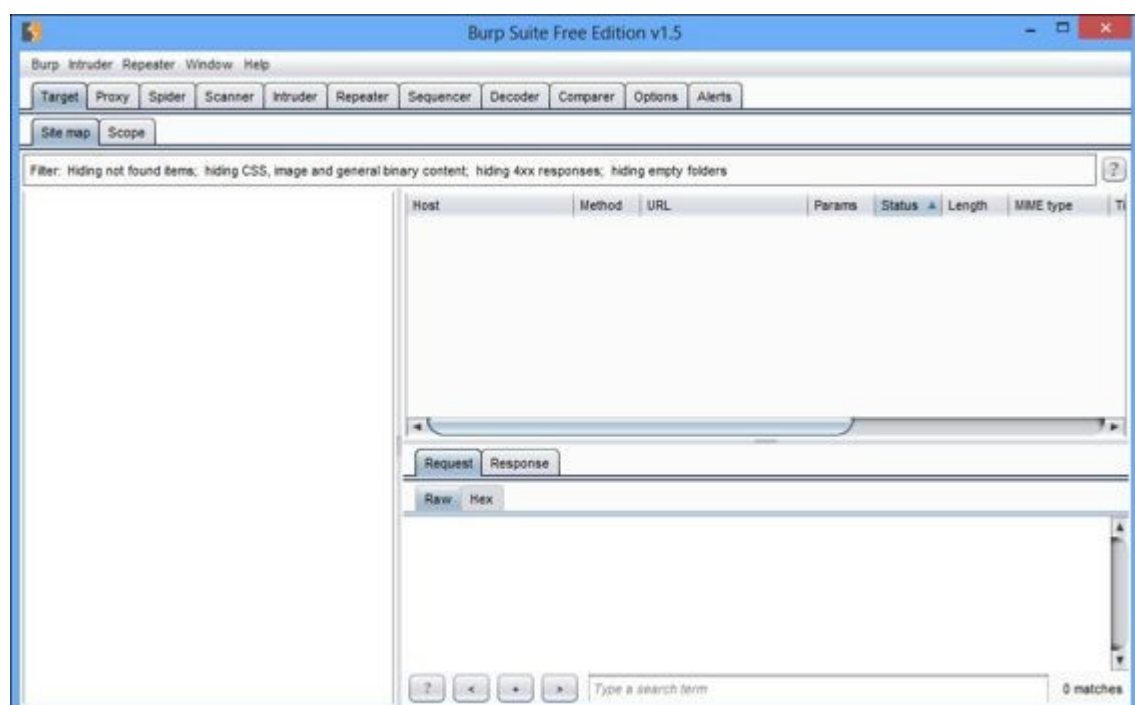 Burp Suite Free Edition v1.5
Burp Intruder Repeater Window Help
Target Proxy Spider Scanner Intruder Repeater Sequencer Decoder Comparer Options Alerts
Site map Scope
Filter: Hiding not found items; hiding CSS, image and general binary content; hiding 4xx responses; hiding empty folders ?
Host Method URL Params Status Length MIME type Ti
Request Response
Raw Hex
? < + > Type a search term 0 matches